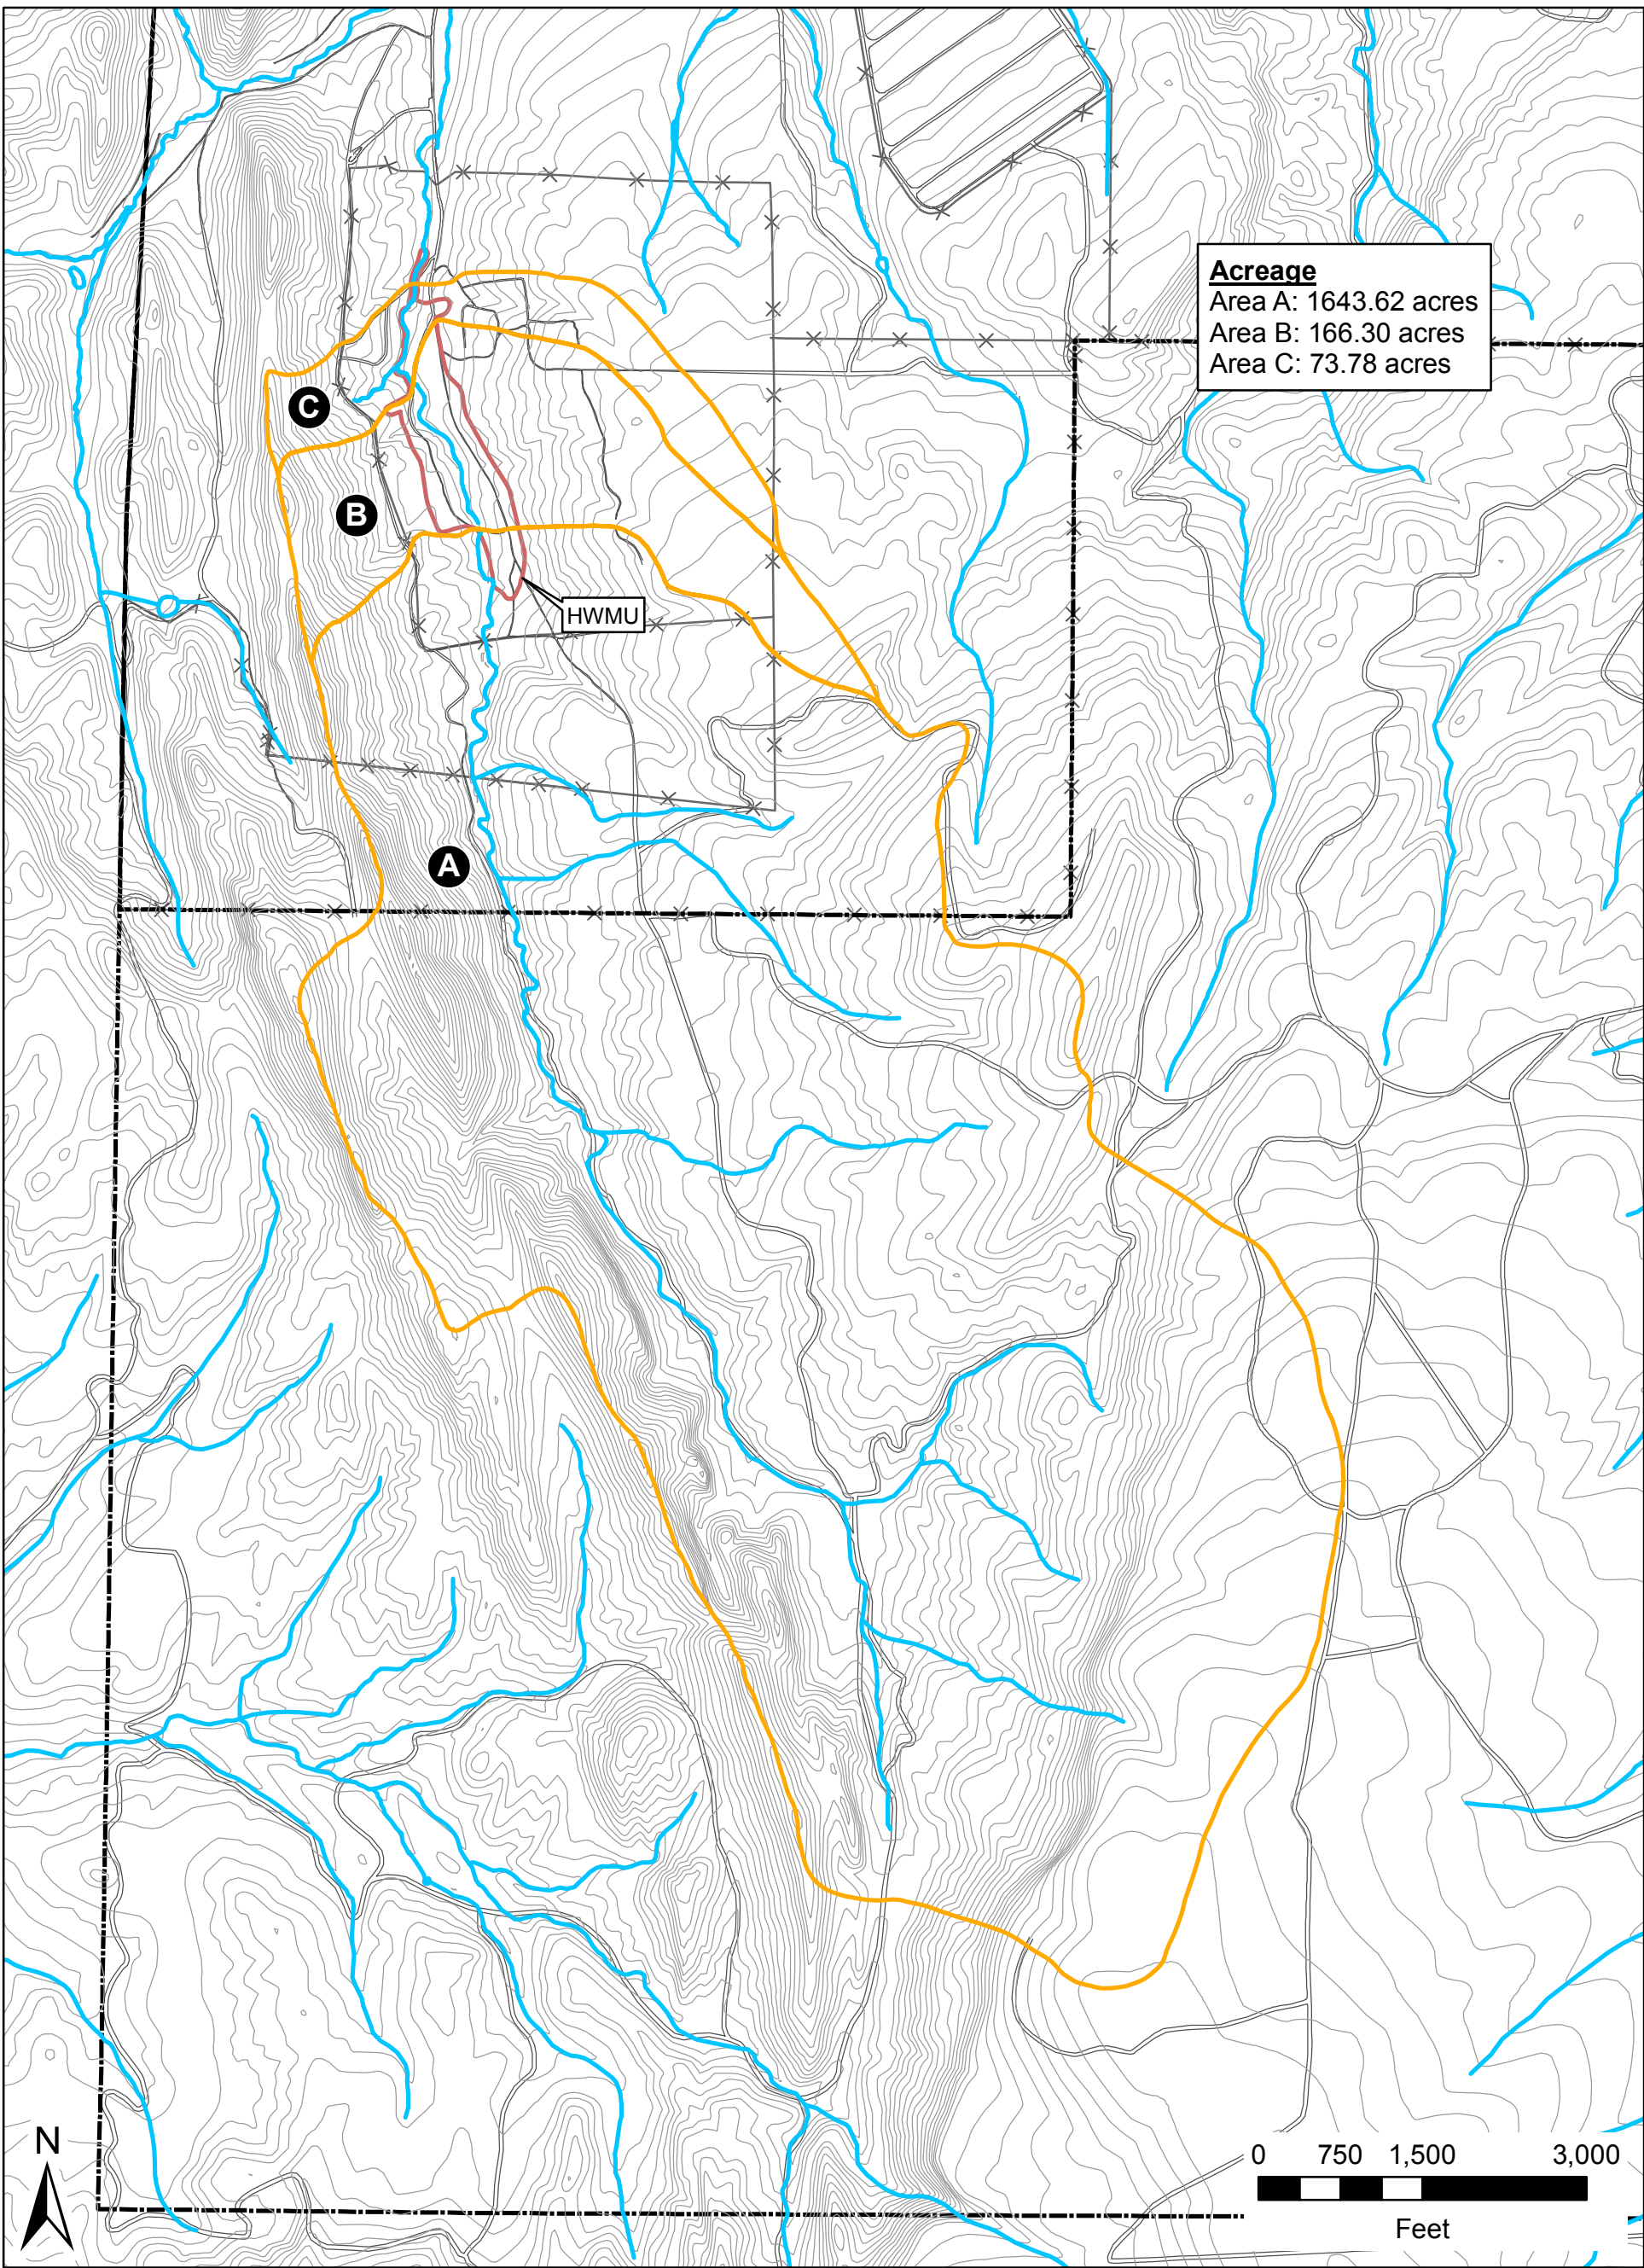 Acreage
Area A: 1643.62 acres
Area B: 166.30 acres
Area C: 73.78 acres
C
B
HWMU
A
N
0 750 1,500 3,000
Feet